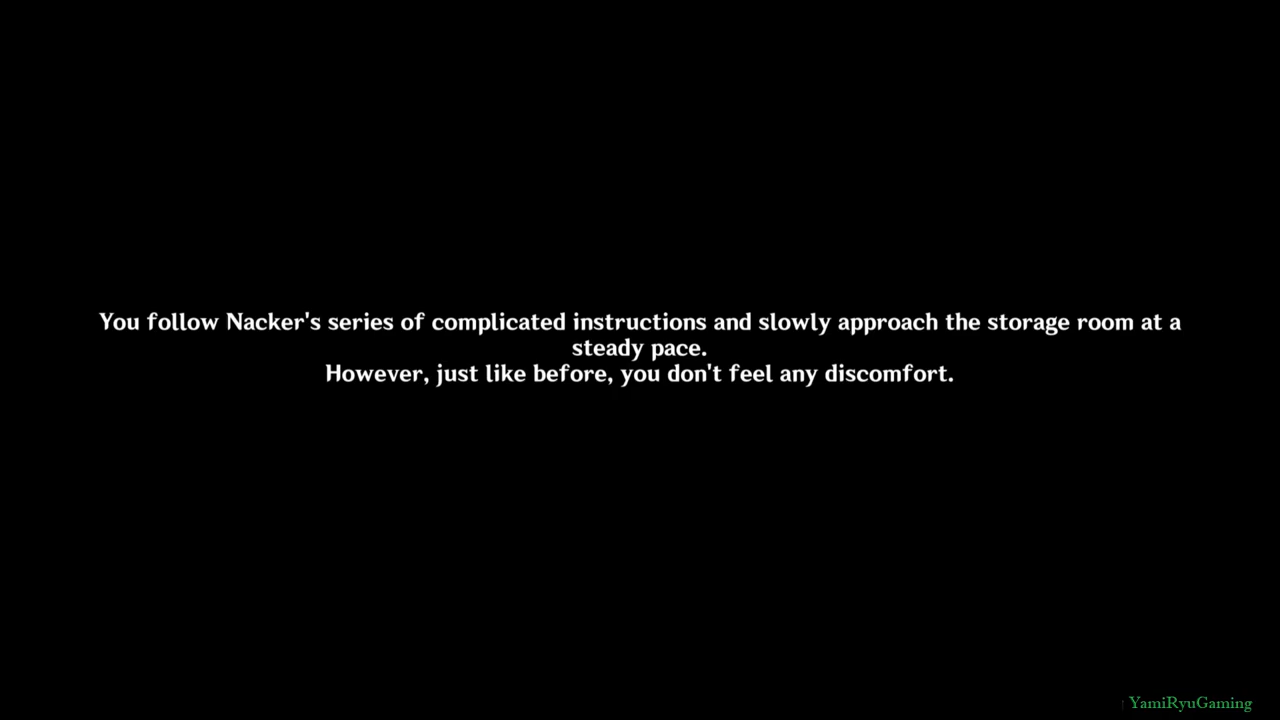 You follow Nacker's series of complicated instructions and slowly approach the storage room at a
steady pace.
However, just like before, you don't feel any discomfort.
YamiRyuGaming